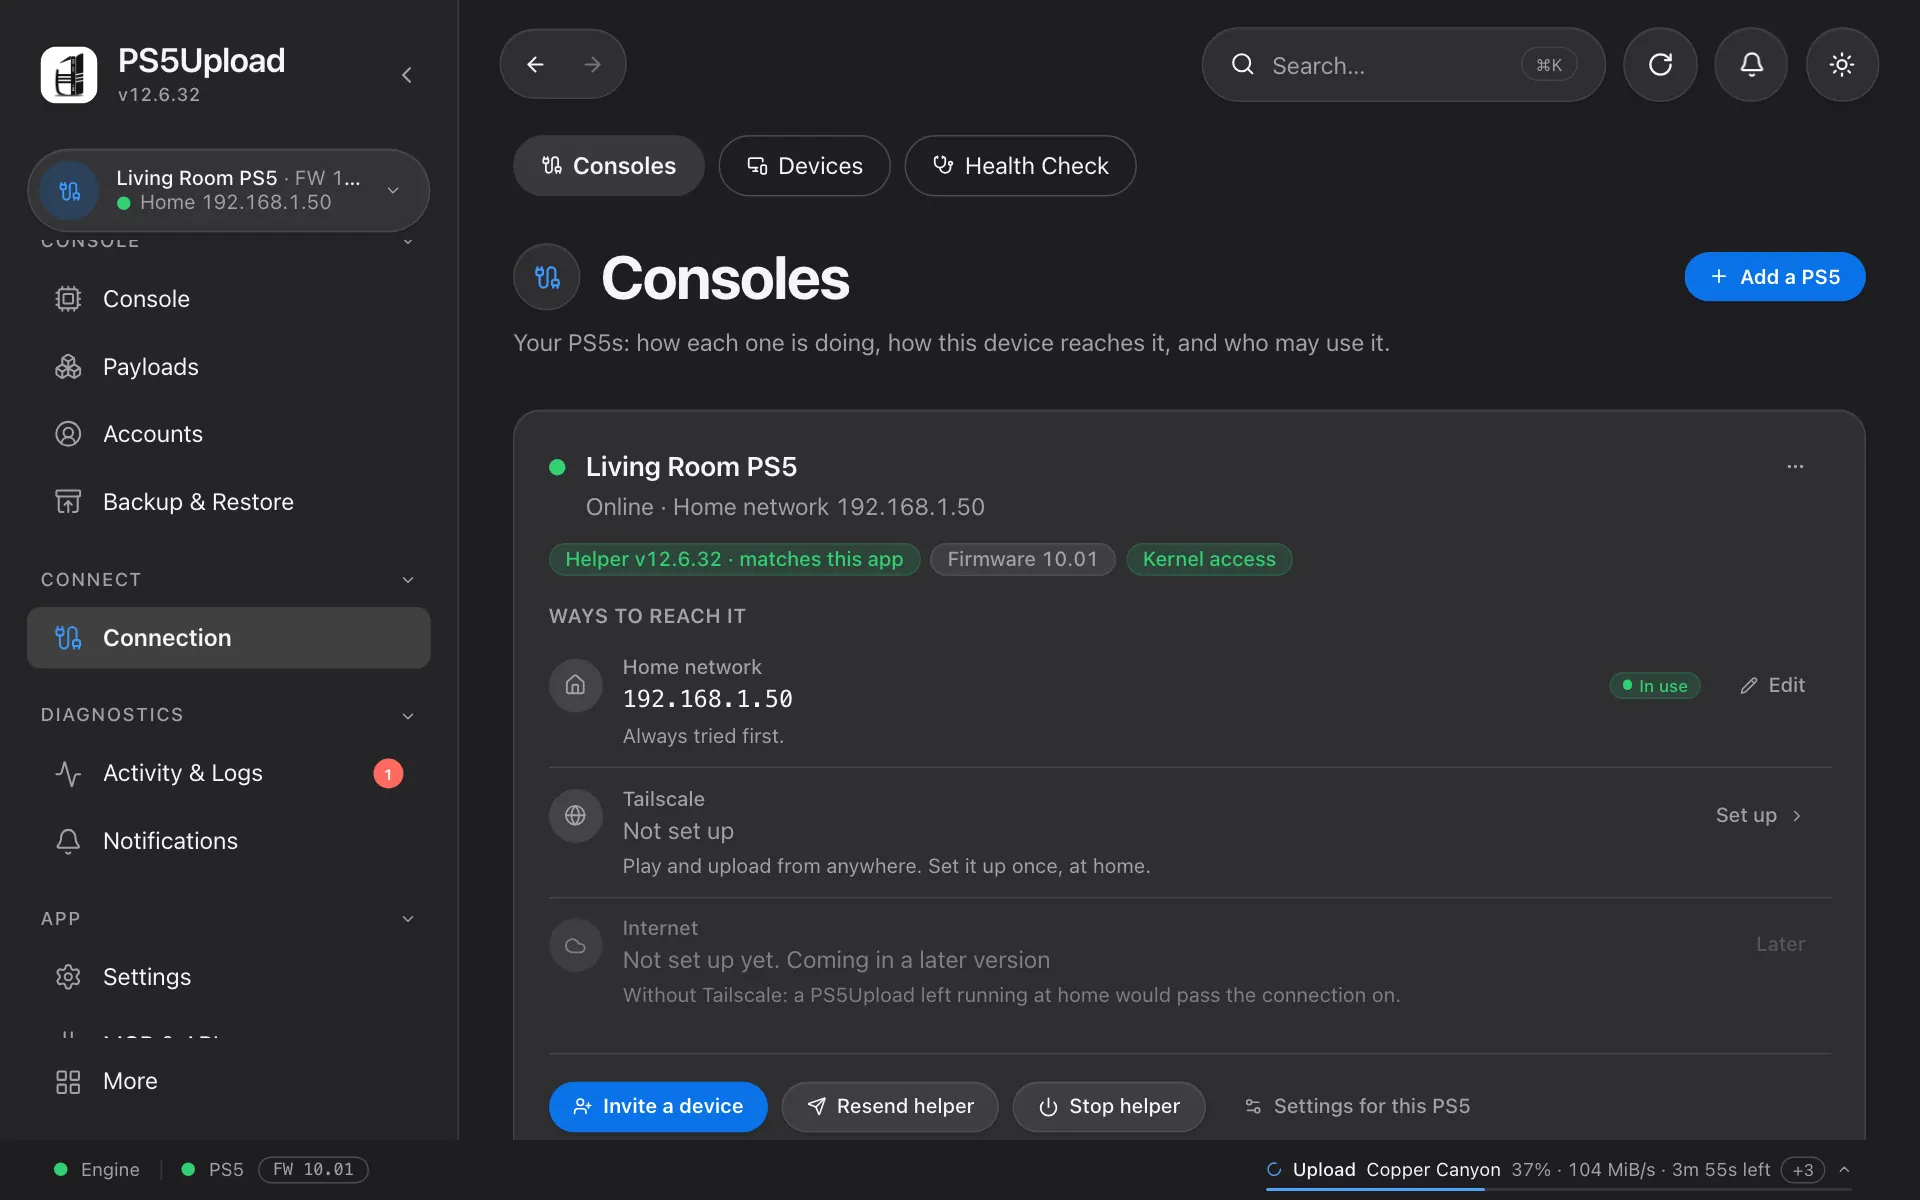 PS5Upload
v12.6.32
Living Room PS5 · FW 1...
Home 192.168.1.50
CONSOLE
Console
Payloads
Accounts
Backup & Restore
CONNECT
Connection
DIAGNOSTICS
Activity & Logs
1
Notifications
APP
Settings
MCP & API
More
Search...
⌘K
Consoles
Devices
Health Check
Consoles
Add a PS5
Your PS5s: how each one is doing, how this device reaches it, and who may use it.
Living Room PS5
Online · Home network 192.168.1.50
Helper v12.6.32 · matches this app
Firmware 10.01
Kernel access
WAYS TO REACH IT
Home network
192.168.1.50
Always tried first.
In use
Edit
Tailscale
Not set up
Play and upload from anywhere. Set it up once, at home.
Set up
Internet
Not set up yet. Coming in a later version
Without Tailscale: a PS5Upload left running at home would pass the connection on.
Later
Invite a device
Resend helper
Stop helper
Settings for this PS5
Engine
PS5
FW 10.01
Upload Copper Canyon 37% · 104 MiB/s · 3m 55s left
+3